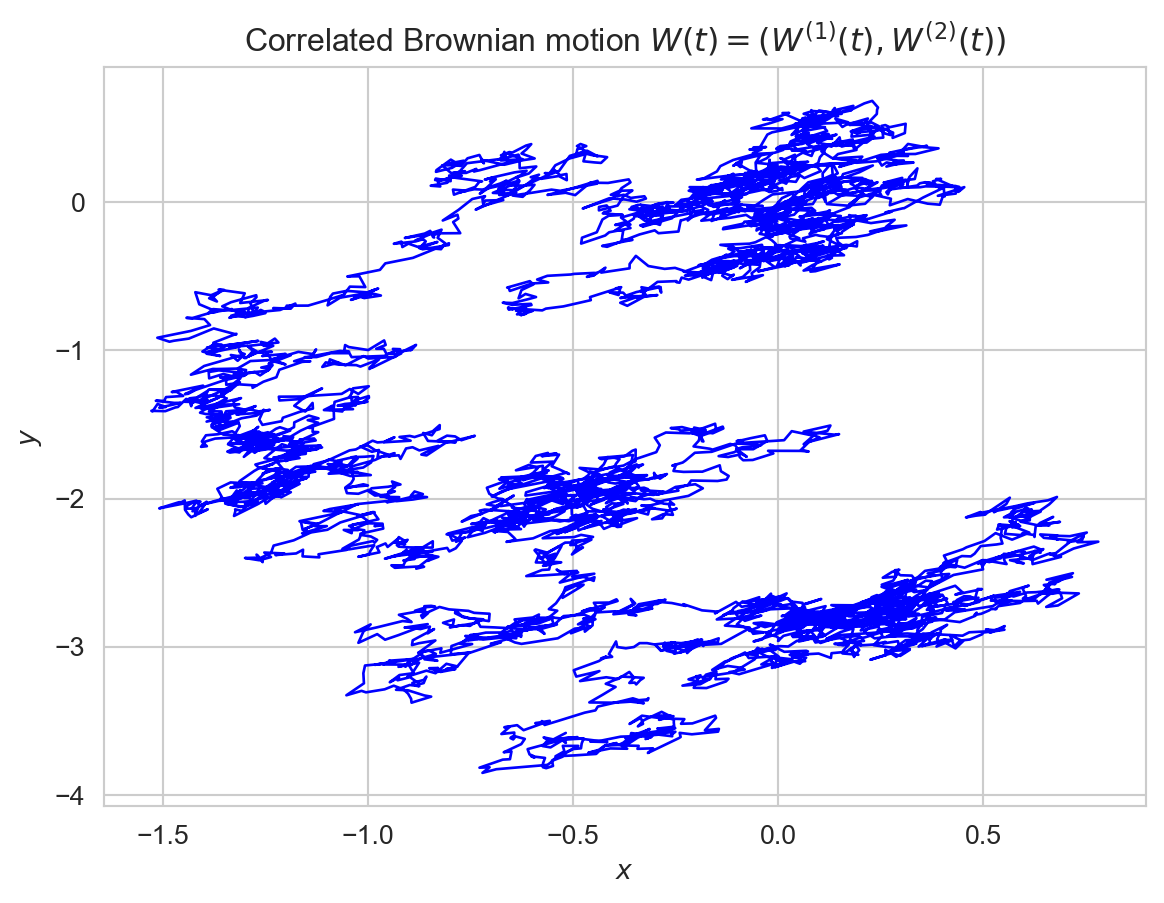 Correlated Brownian motion W(t) = (W^{(1)}(t), W^{(2)}(t))
0
−1
−2
−3
−4
y
−1.5 −1.0 −0.5 0.0 0.5
x